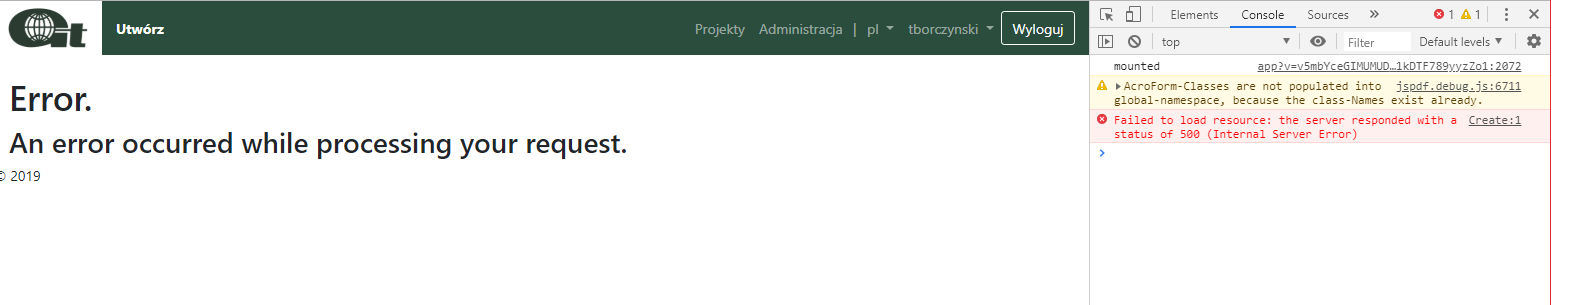 at
Utwórz
Projekty
Administracja
|
pl
tborczynski
Wyloguj
Error.
An error occurred while processing your request.
© 2019
Elements
Console
Sources
»
1
1
top
Filter
Default levels
mounted
app?v=v5mbYceGIMUMUD…1kDTF789yyzZo1:2072
AcroForm-Classes are not populated into
jspdf.debug.js:6711
global-namespace, because the class-Names exist already.
Failed to load resource: the server responded with a
Create:1
status of 500 (Internal Server Error)